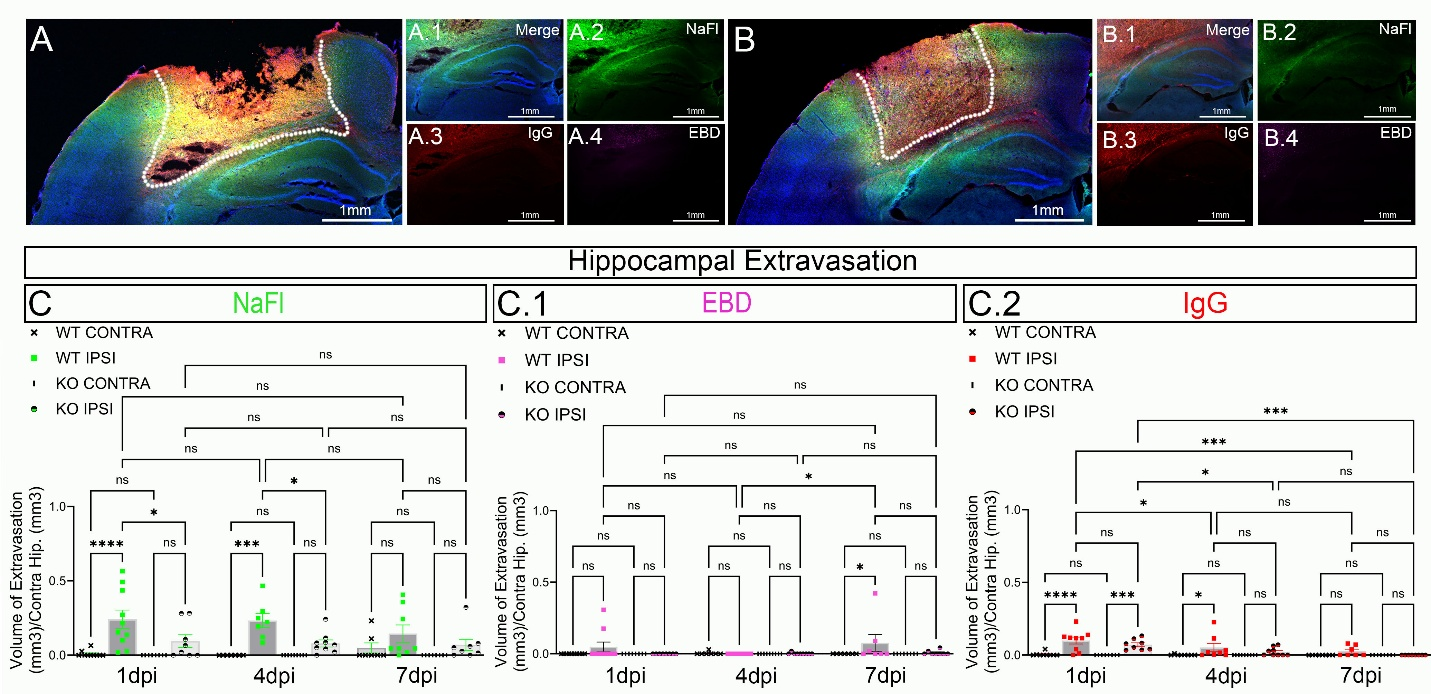 A
A.1 Merge
A.2 NaFl
1mm
1mm
A.3 IgG
A.4 EBD
1mm
1mm
1mm
B
B.1 Merge
B.2 NaFl
1mm
1mm
B.3 IgG
B.4 EBD
1mm
1mm
1mm
Hippocampal Extravasation
C NaFl
WT CONTRA
WT IPSI
KO CONTRA
KO IPSI
ns
ns
ns ns
ns ns
ns * ns
* ns ns
**** ns *** ns ns ns
Volume of Extravasation
(mm3)/Contra Hip. (mm3)
1.0
0.5
0.0
1dpi 4dpi 7dpi
C.1 EBD
WT CONTRA
WT IPSI
KO CONTRA
KO IPSI
ns
ns
ns ns
ns *
ns ns ns
ns ns ns
ns ns ns ns * ns
Volume of Extravasation
(mm3)/Contra Hip. (mm3)
1.0
0.5
0.0
1dpi 4dpi 7dpi
C.2 IgG
WT CONTRA
WT IPSI
KO CONTRA
KO IPSI
***
***
* ns
* ns
ns ns ns
ns ns ns
**** *** * ns ns ns
Volume of Extravasation
(mm3)/Contra Hip. (mm3)
1.0
0.5
0.0
1dpi 4dpi 7dpi